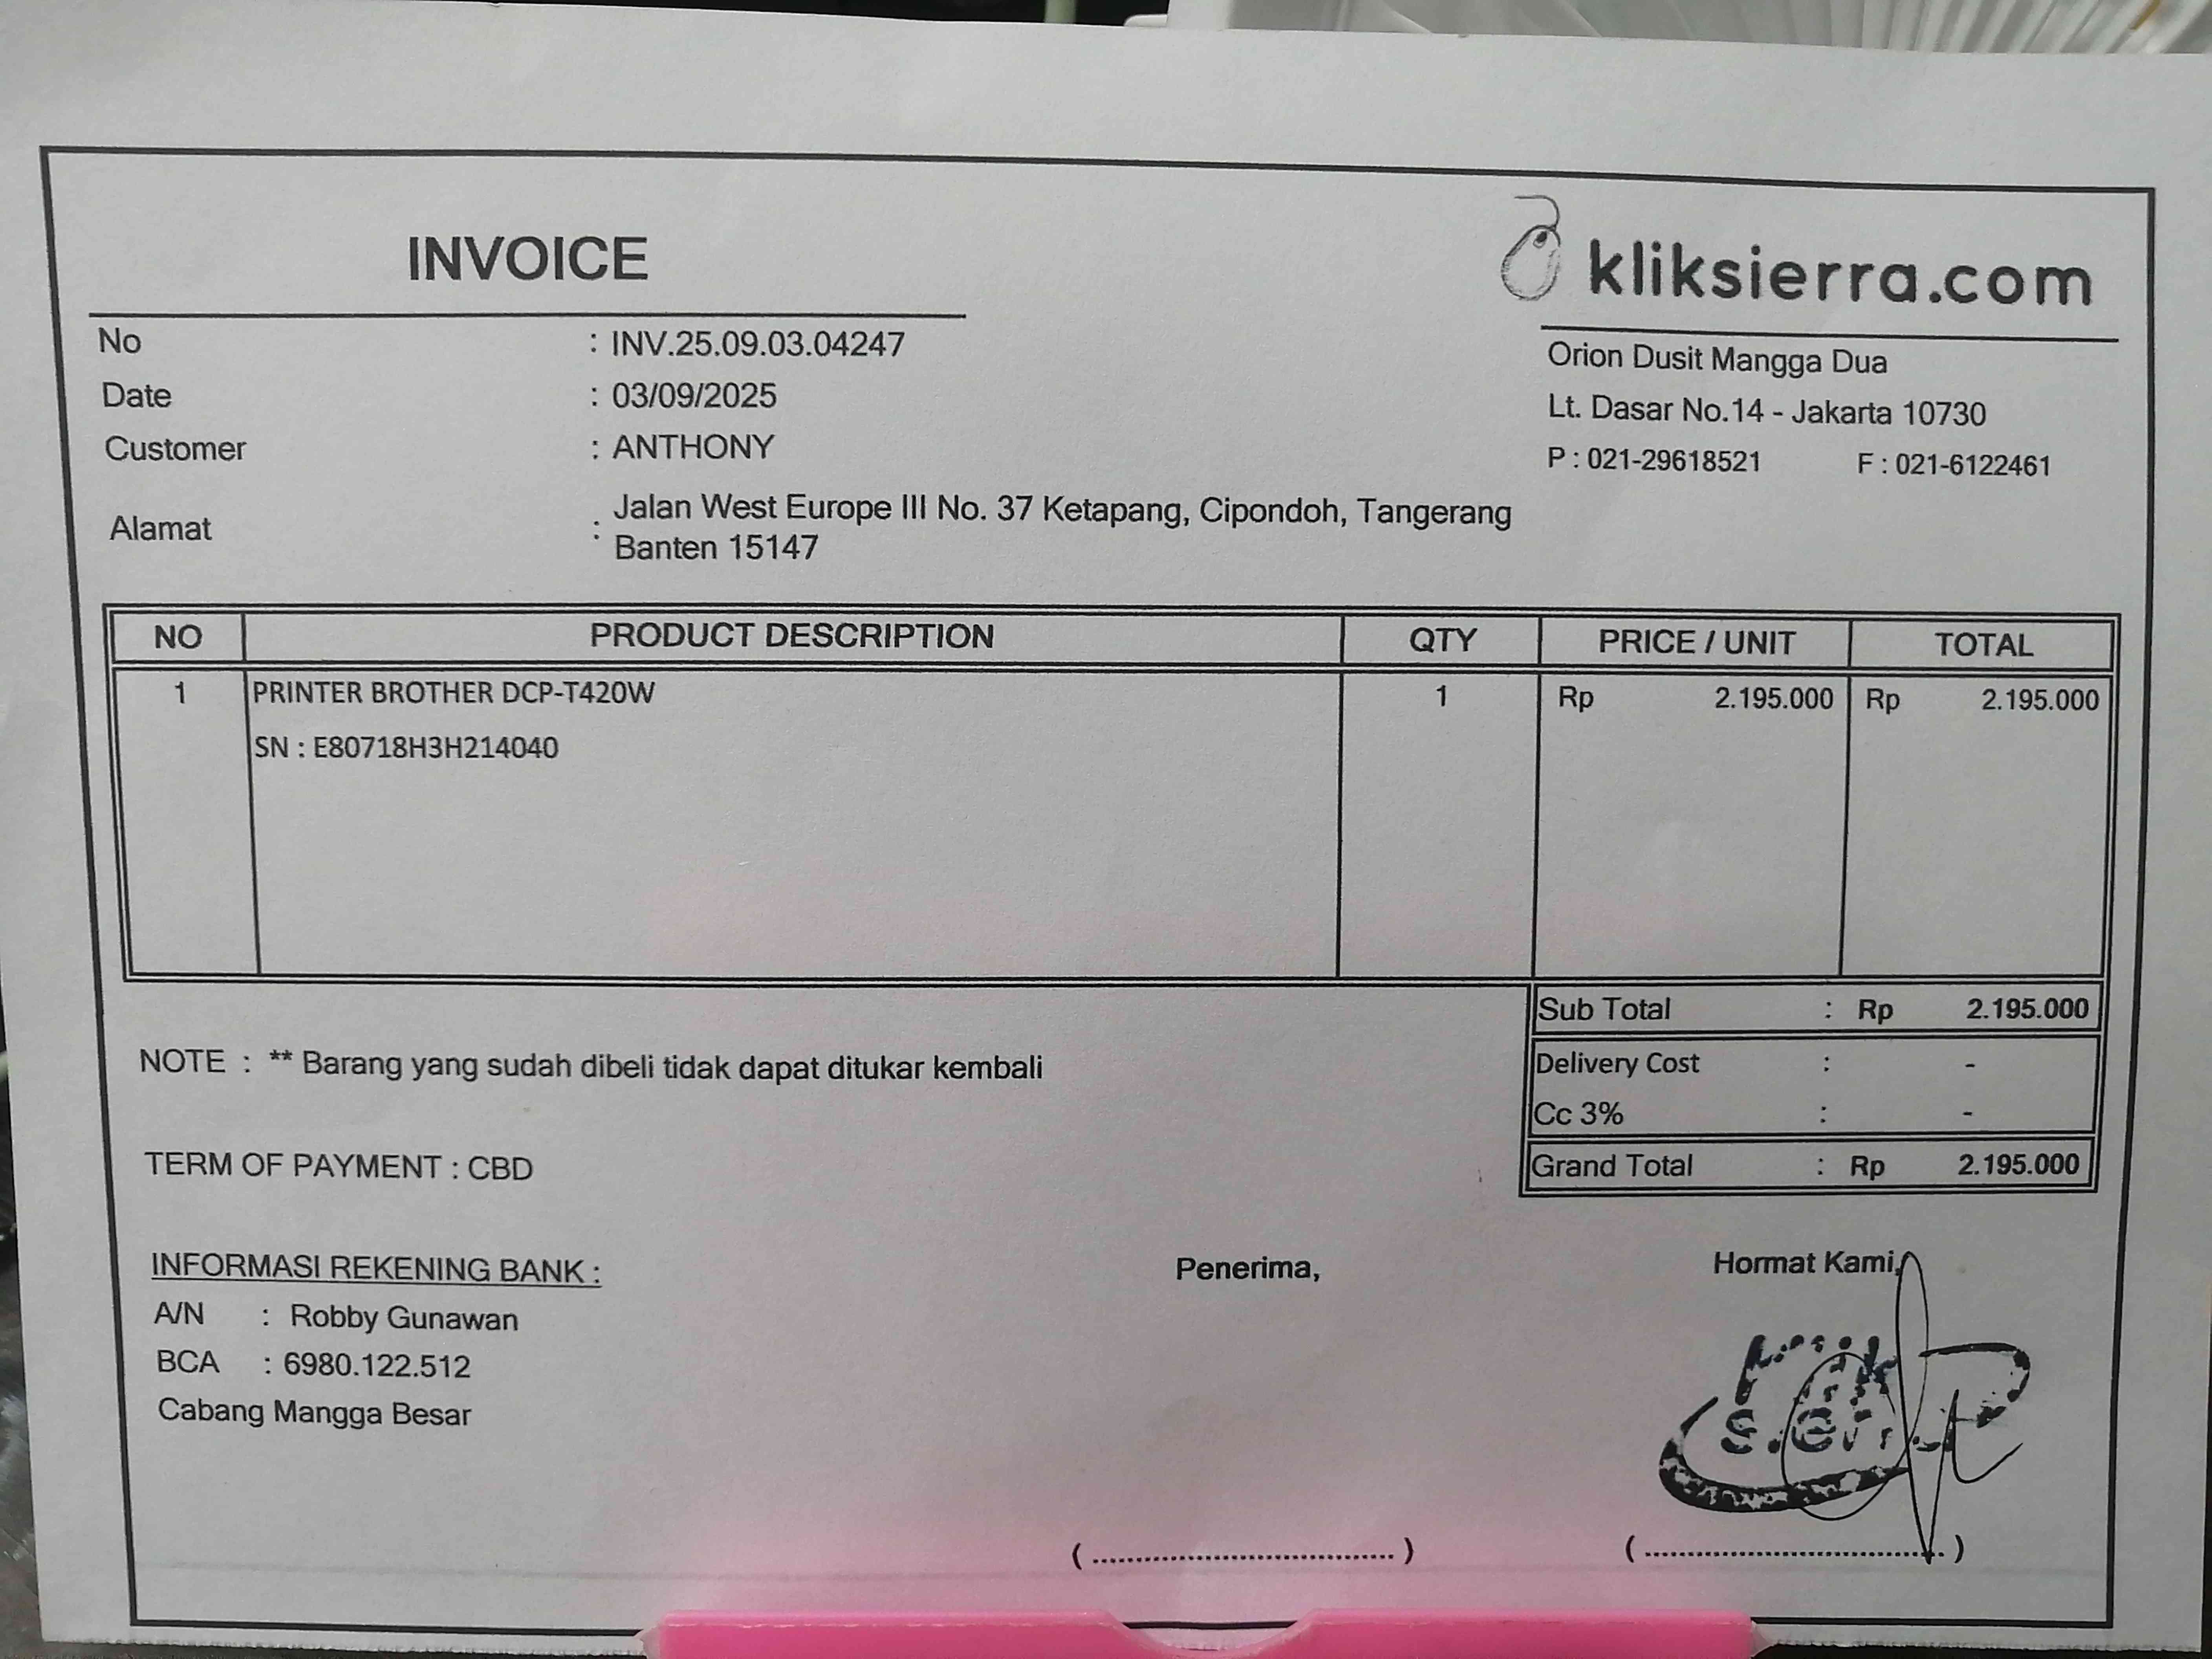 INVOICE
kliksierra.com
No : INV.25.09.03.04247
Date : 03/09/2025
Customer : ANTHONY
Alamat : Jalan West Europe III No. 37 Ketapang, Cipondoh, Tangerang
Banten 15147
Orion Dusit Mangga Dua
Lt. Dasar No.14 - Jakarta 10730
P : 021-29618521 F : 021-6122461
NO PRODUCT DESCRIPTION QTY PRICE / UNIT TOTAL
1 PRINTER BROTHER DCP-T420W 1 Rp 2.195.000 Rp 2.195.000
SN : E80718H3H214040
Sub Total : Rp 2.195.000
Delivery Cost : -
Cc 3% : -
Grand Total : Rp 2.195.000
NOTE : ** Barang yang sudah dibeli tidak dapat ditukar kembali
TERM OF PAYMENT : CBD
INFORMASI REKENING BANK :
A/N : Robby Gunawan
BCA : 6980.122.512
Cabang Mangga Besar
Penerima,
( .......................................... )
Hormat Kami,
( .......................................... )